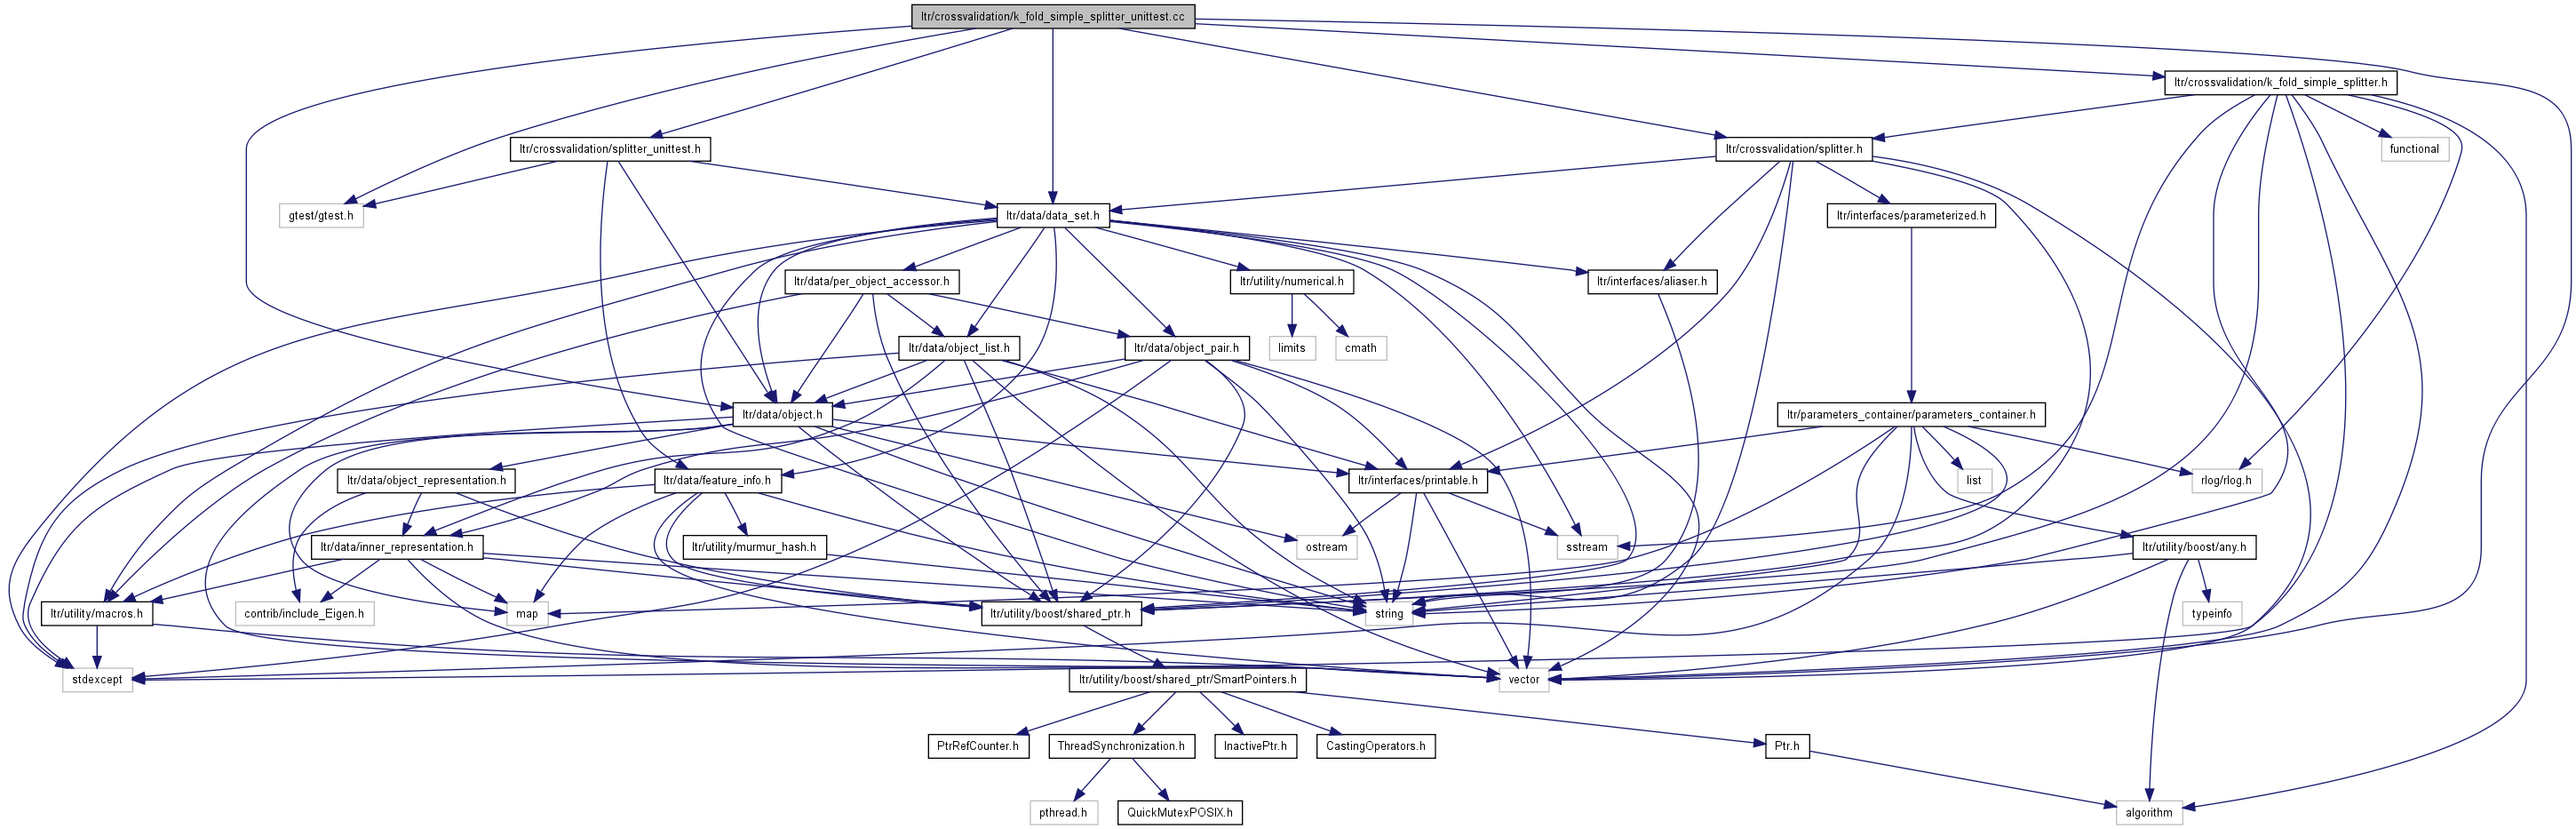 ltr/crossvalidation/k_fold_simple_splitter_unittest.cc
ltr/crossvalidation/k_fold_simple_splitter.h
ltr/crossvalidation/splitter_unittest.h
ltr/crossvalidation/splitter.h
functional
gtest/gtest.h
ltr/data/data_set.h
ltr/interfaces/parameterized.h
ltr/data/per_object_accessor.h
ltr/utility/numerical.h
ltr/interfaces/aliaser.h
ltr/data/object_list.h
ltr/data/object_pair.h
limits
cmath
ltr/data/object.h
ltr/parameters_container/parameters_container.h
ltr/data/object_representation.h
ltr/data/feature_info.h
ltr/interfaces/printable.h
list
rlog/rlog.h
ltr/data/inner_representation.h
ltr/utility/murmur_hash.h
ostream
sstream
ltr/utility/boost/any.h
ltr/utility/macros.h
contrib/include_Eigen.h
map
ltr/utility/boost/shared_ptr.h
string
typeinfo
stdexcept
ltr/utility/boost/shared_ptr/SmartPointers.h
vector
PtrRefCounter.h
ThreadSynchronization.h
InactivePtr.h
CastingOperators.h
Ptr.h
pthread.h
QuickMutexPOSIX.h
algorithm